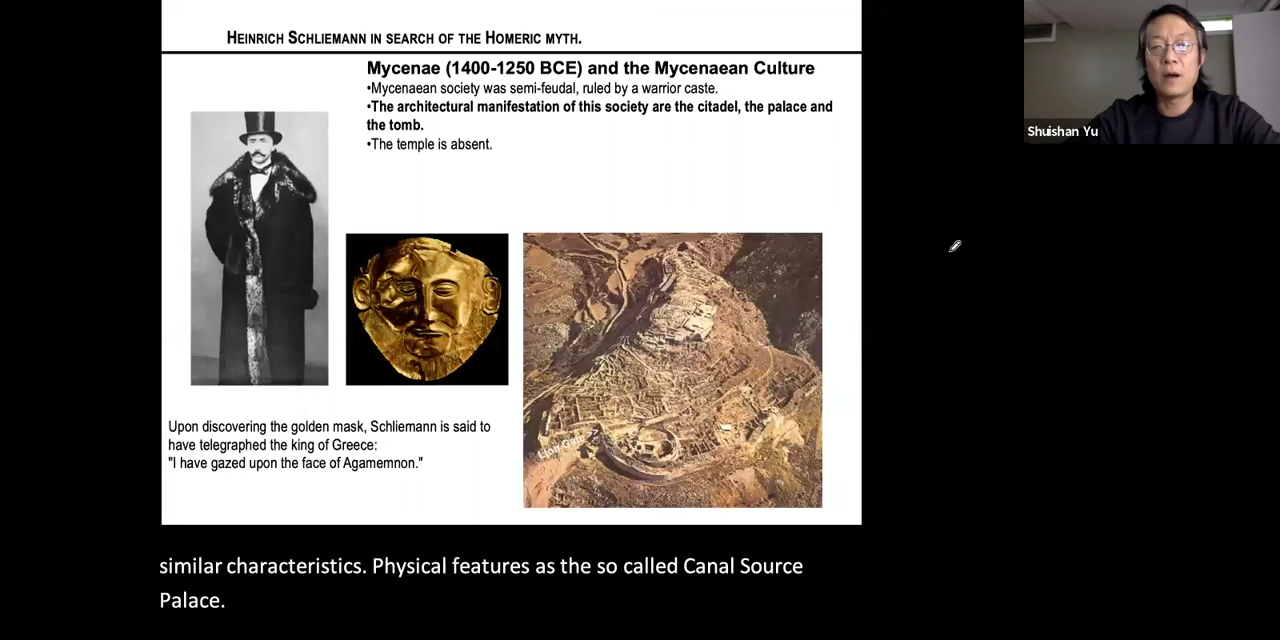 HEINRICH SCHLIEMANN IN SEARCH OF THE HOMERIC MYTH.
Mycenae (1400-1250 BCE) and the Mycenaean Culture
•Mycenaean society was semi-feudal, ruled by a warrior caste.
•The architectural manifestation of this society are the citadel, the palace and
the tomb.
•The temple is absent.
Shuishan Yu
Lion Gate
Upon discovering the golden mask, Schliemann is said to
have telegraphed the king of Greece:
"I have gazed upon the face of Agamemnon."
similar characteristics. Physical features as the so called Canal Source
Palace.